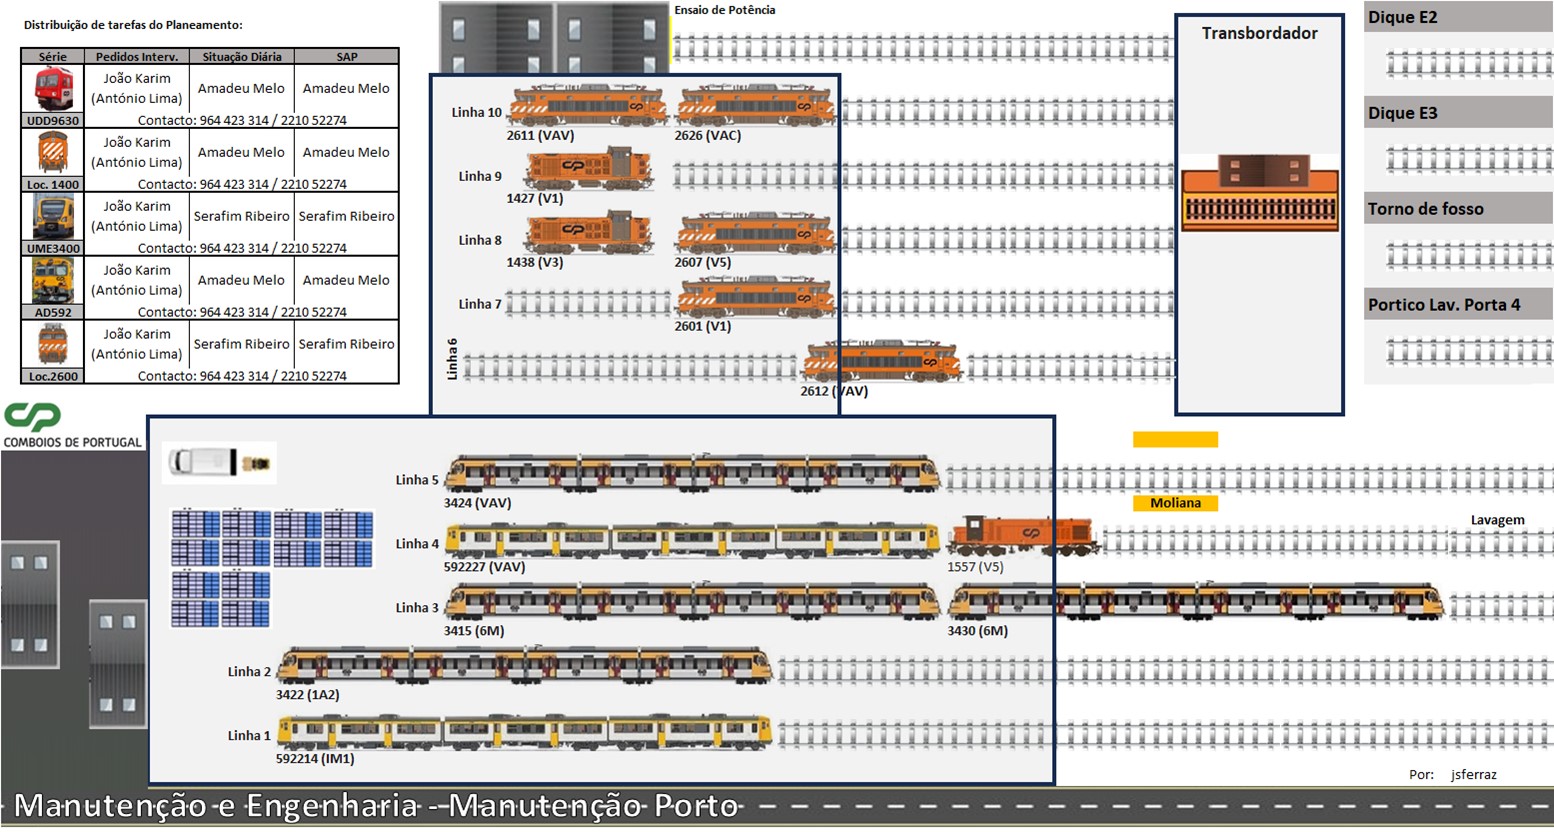 Distribuição de tarefas do Planeamento:
Série Pedidos Interv. Situação Diária SAP
João Karim
(António Lima) Amadeu Melo Amadeu Melo
UDD9630 Contacto: 964 423 314 / 2210 52274
João Karim
(António Lima) Amadeu Melo Amadeu Melo
Loc. 1400 Contacto: 964 423 314 / 2210 52274
João Karim
(António Lima) Serafim Ribeiro Serafim Ribeiro
UME3400 Contacto: 964 423 314 / 2210 52274
João Karim
(António Lima) Amadeu Melo Amadeu Melo
AD592 Contacto: 964 423 314 / 2210 52274
João Karim
(António Lima) Serafim Ribeiro Serafim Ribeiro
Loc.2600 Contacto: 964 423 314 / 2210 52274
CP
COMBOIOS DE PORTUGAL
Ensaio de Potência
Linha 10
2611 (VAV) 2626 (VAC)
Linha 9
1427 (V1)
Linha 8
1438 (V3) 2607 (V5)
Linha 7
2601 (V1)
Linha 6
2612 (VAV)
Transbordador
Dique E2
Dique E3
Torno de fosso
Portico Lav. Porta 4
Linha 5
3424 (VAV)
Moliana
Lavagem
Linha 4
592227 (VAV) 1557 (V5)
Linha 3
3415 (6M) 3430 (6M)
Linha 2
3422 (1A2)
Linha 1
592214 (IM1)
Por: jsferraz
Manutenção e Engenharia - Manutenção Porto